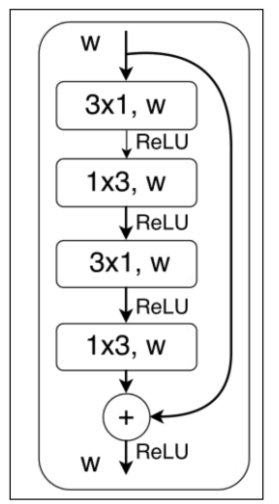 w
3x1, w
ReLU
1x3, w
ReLU
3x1, w
ReLU
1x3, w
+
ReLU
w